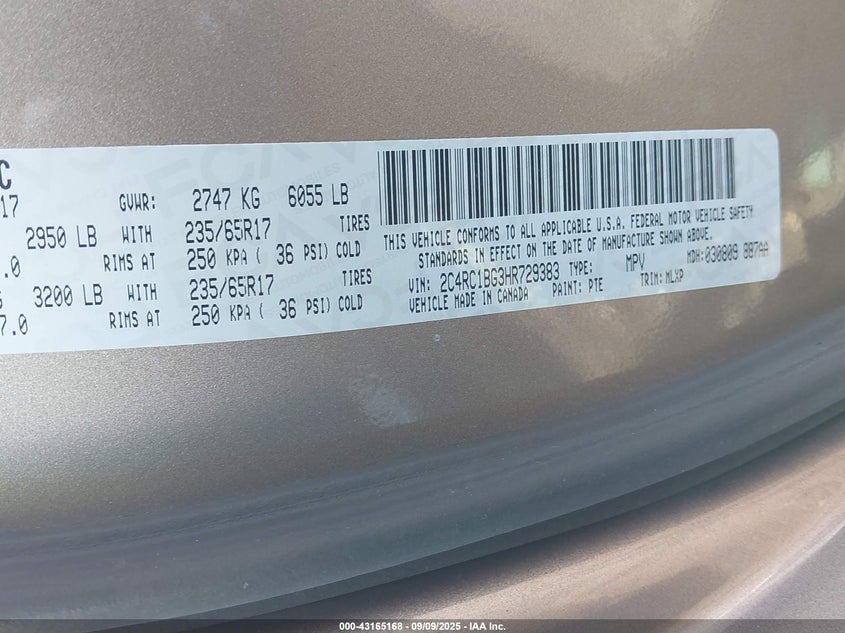 C
17 GVWR: 2747 KG 6055 LB
2950 LB WITH 235/65R17 TIRES
.0 RIMS AT 250 KPA ( 36 PSI) COLD
3200 LB WITH 235/65R17 TIRES
7.0 RIMS AT 250 KPA ( 36 PSI) COLD
THIS VEHICLE CONFORMS TO ALL APPLICABLE U.S.A. FEDERAL MOTOR VEHICLE SAFETY
STANDARDS IN EFFECT ON THE DATE OF MANUFACTURE SHOWN ABOVE.
VIN: 2C4RC1BG3HR729383 TYPE: MPV MDH: 030809 887AA
VEHICLE MADE IN CANADA PAINT: PTE TRIM: MLXP
000-43165168 - 09/09/2025 - IAA Inc.